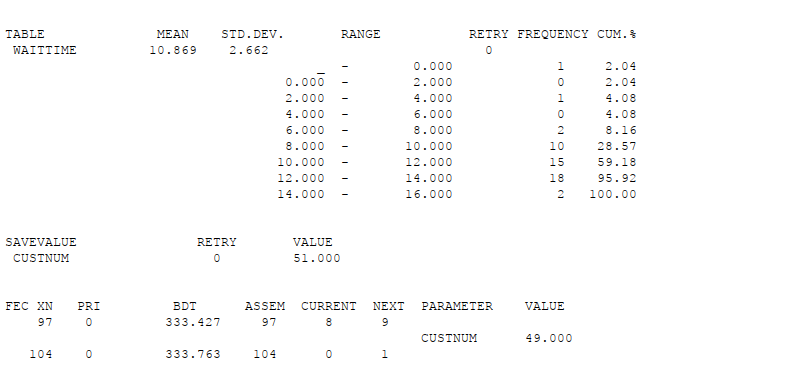 TABLE MEAN STD.DEV. RANGE RETRY FREQUENCY CUM.%
WAITTIME 10.869 2.662 0
_ - 0.000 1 2.04
0.000 - 2.000 0 2.04
2.000 - 4.000 1 4.08
4.000 - 6.000 0 4.08
6.000 - 8.000 2 8.16
8.000 - 10.000 10 28.57
10.000 - 12.000 15 59.18
12.000 - 14.000 18 95.92
14.000 - 16.000 2 100.00
SAVEVALUE RETRY VALUE
CUSTNUM 0 51.000
FEC XN PRI BDT ASSEM CURRENT NEXT PARAMETER VALUE
97 0 333.427 97 8 9
CUSTNUM 49.000
104 0 333.763 104 0 1